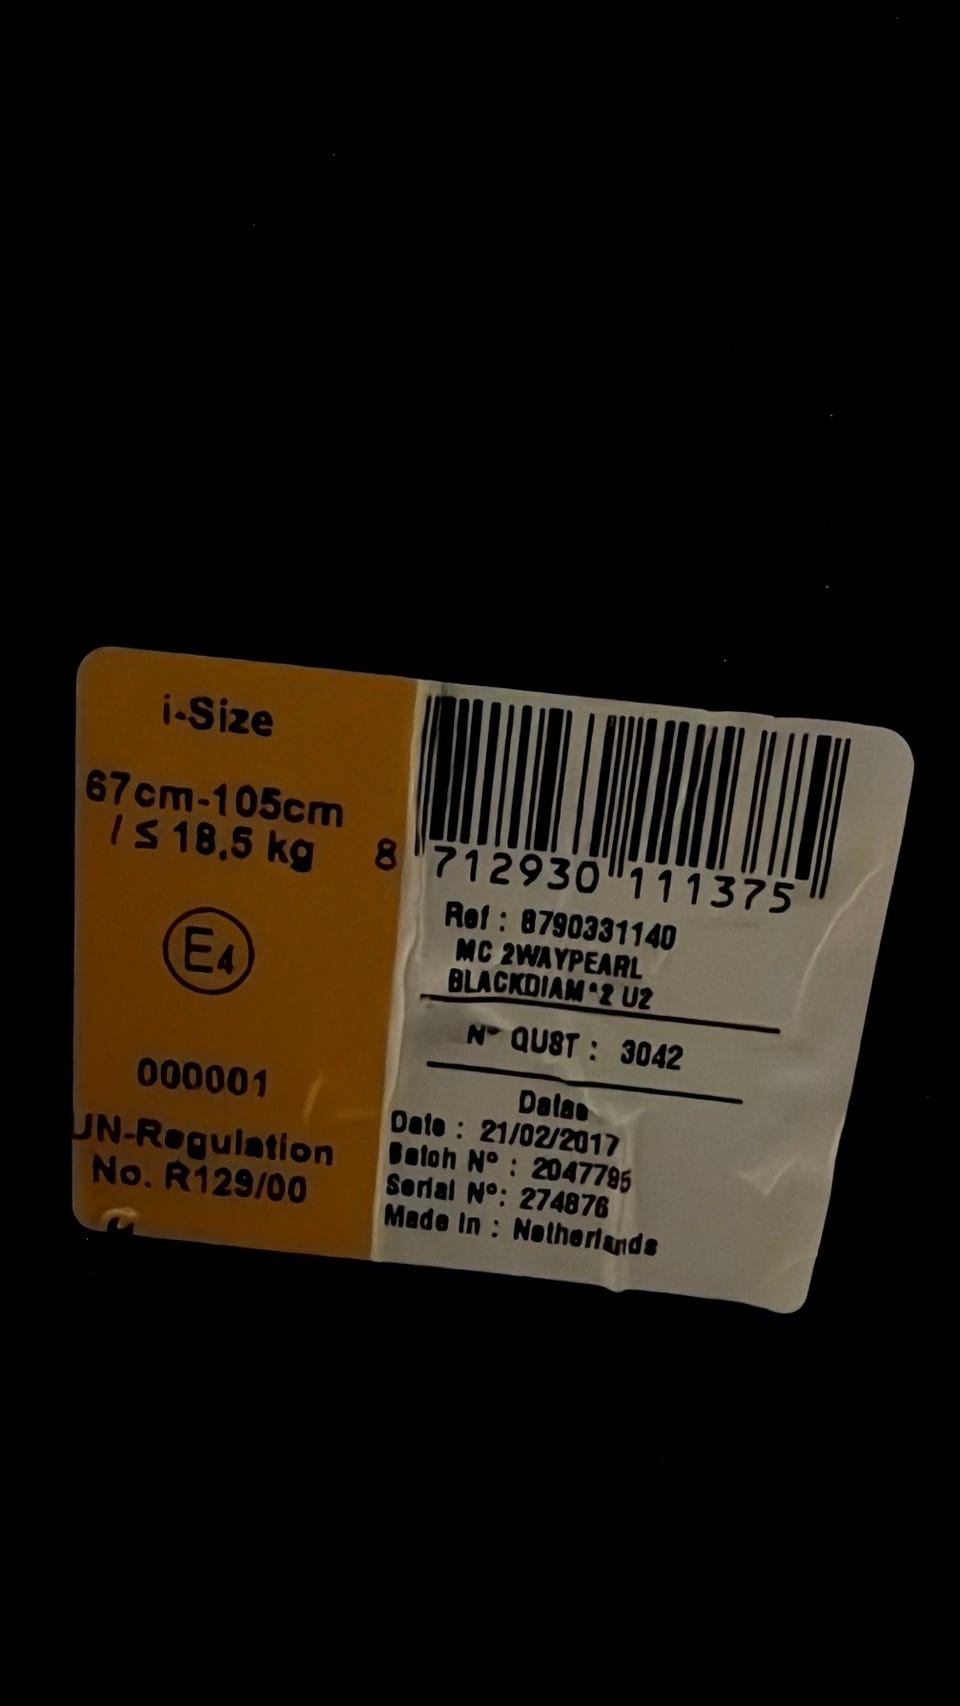 i-Size
67cm-105cm
/ ≤ 18,5 kg
E4
000001
UN-Regulation
No. R129/00
8 712930 111375
Ref : 8790331140
MC 2WAYPEARL
BLACKDIAM*2 U2
N° QUST : 3042
Datas
Date : 21/02/2017
Batch N° : 2047795
Serial N°: 274876
Made in : Netherlands